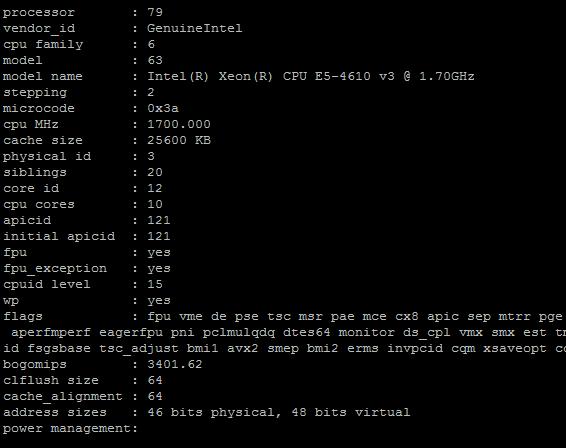 processor : 79
vendor_id : GenuineIntel
cpu family : 6
model : 63
model name : Intel(R) Xeon(R) CPU E5-4610 v3 @ 1.70GHz
stepping : 2
microcode : 0x3a
cpu MHz : 1700.000
cache size : 25600 KB
physical id : 3
siblings : 20
core id : 12
cpu cores : 10
apicid : 121
initial apicid : 121
fpu : yes
fpu_exception : yes
cpuid level : 15
wp : yes
flags : fpu vme de pse tsc msr pae mce cx8 apic sep mtrr pge
aperfmperf eagerfpu pni pclmulqdq dtes64 monitor ds_cpl vmx smx est
id fsgsbase tsc_adjust bmi1 avx2 smep bmi2 erms invpcid cqm xsaveopt
bogomips : 3401.62
clflush size : 64
cache_alignment : 64
address sizes : 46 bits physical, 48 bits virtual
power management: